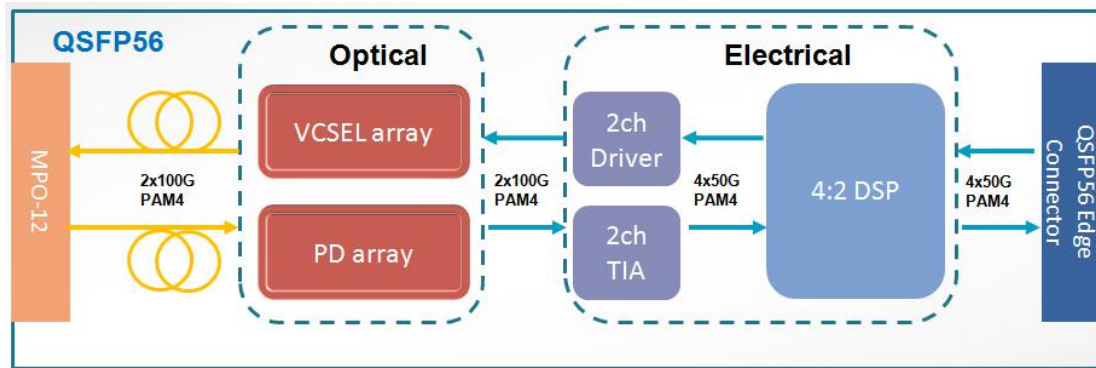 QSFP56
Optical
Electrical
MPO-12
2x100G
PAM4
VCSEL array
PD array
2x100G
PAM4
2ch
Driver
2ch
TIA
4x50G
PAM4
4:2 DSP
4x50G
PAM4
QSFP56 Edge
Connector